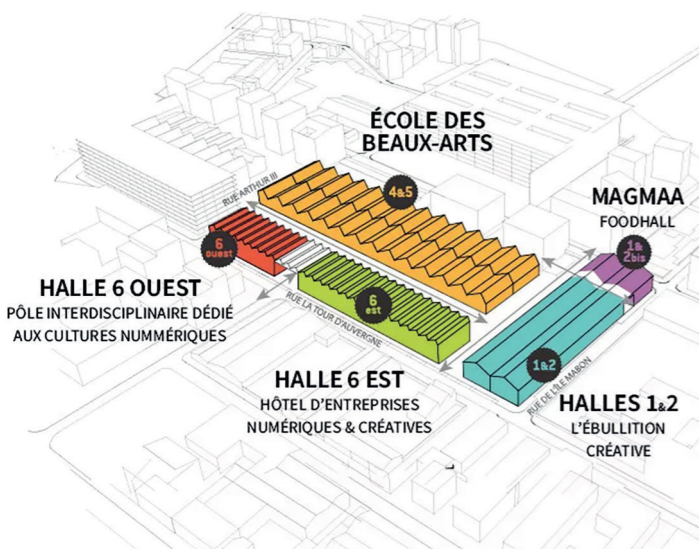 ÉCOLE DES
BEAUX-ARTS
RUE ARTHUR III
4&5
MAGMAA
FOODHALL
1&
2bis
6
ouest
HALLE 6 OUEST
PÔLE INTERDISCIPLINAIRE DÉDIÉ
AUX CULTURES NUMMÉRIQUES
6
est
RUE LA TOUR D'AUVERGNE
HALLE 6 EST
HÔTEL D'ENTREPRISES
NUMÉRIQUES & CRÉATIVES
1&2
RUE DE L'ÎLE MABON
HALLES 1&2
L'ÉBULLITION
CRÉATIVE